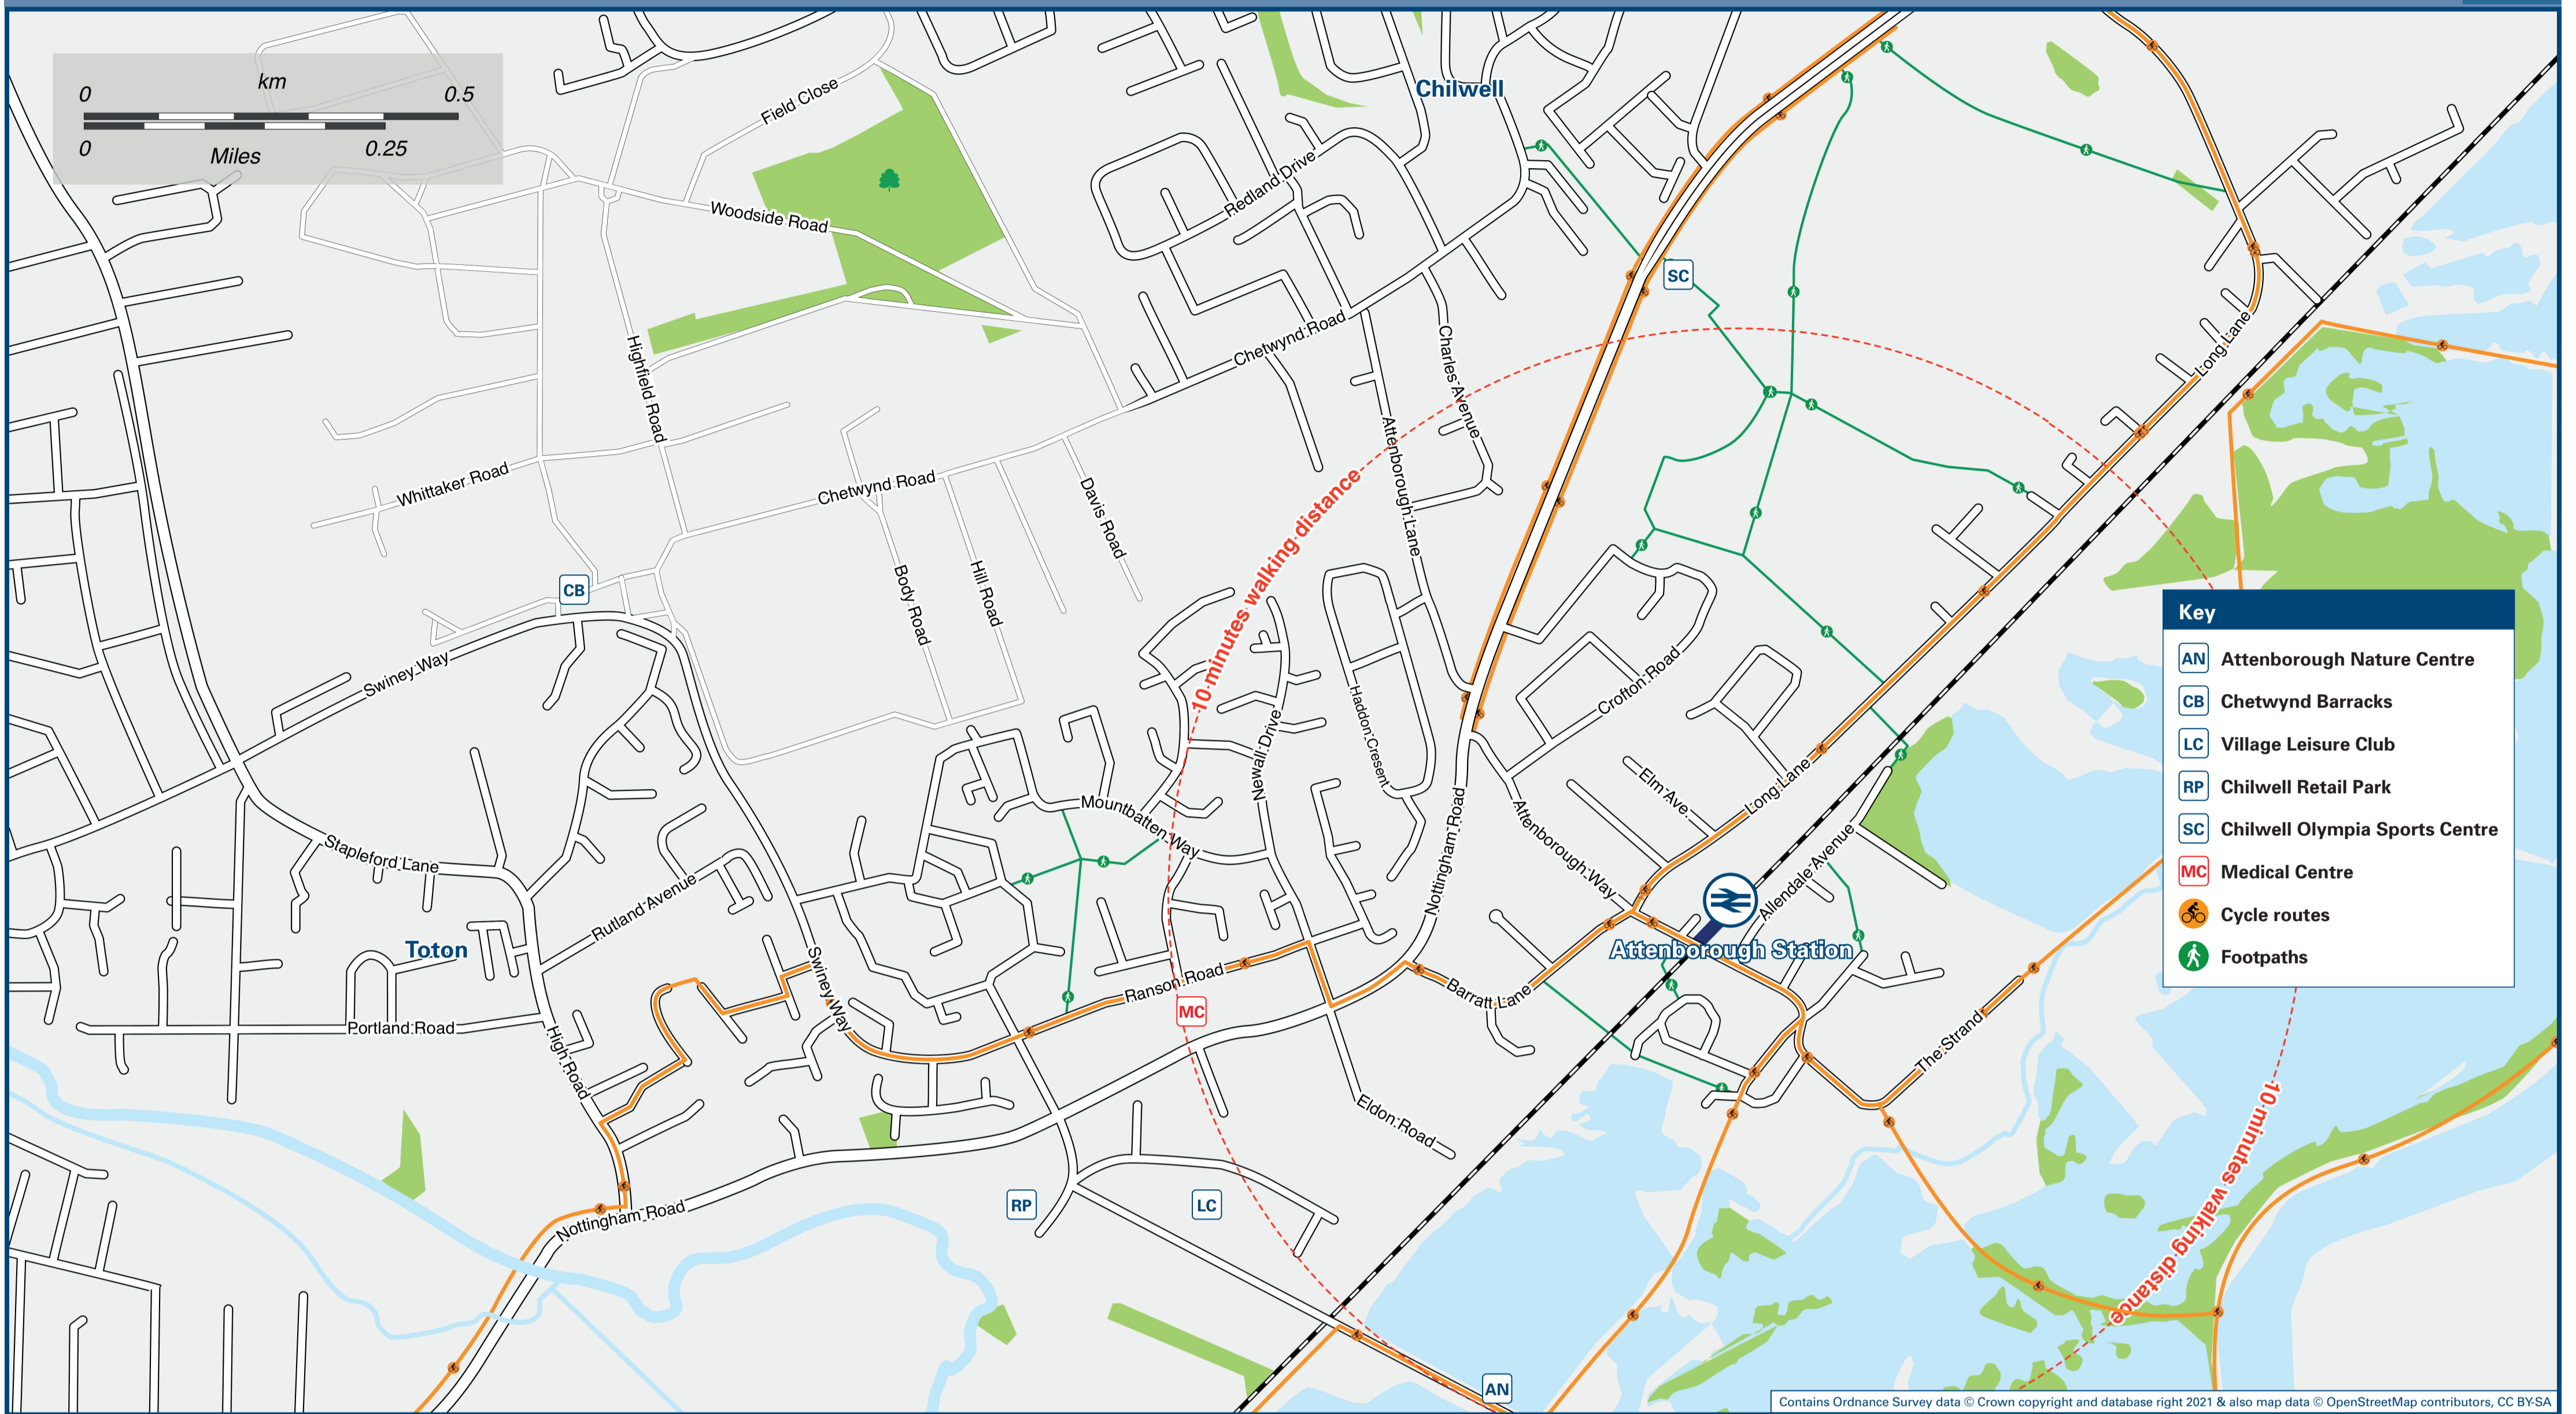 km
0 0.5
0 0.25
Miles
Field Close
Chilwell
Woodside Road
Redland Drive
SC
Highfield Road
Chetwynd Road
Charles Avenue
Long Lane
Whittaker Road
Chetwynd Road
Davis Road
Attenborough Lane
10 minutes walking distance
Body Road
Hill Road
CB
Swiney Way
Haddon Cresent
Crofton Road
Newall Drive
Mountbatten Way
Nottingham Road
Elm Ave
Long Lane
Attenborough Way
Allendale Avenue
Stapleford Lane
Rutland Avenue
Toton
Attenborough Station
Swiney Way
Ranson Road
Barratt Lane
MC
Portland Road
High Road
The Strand
Eldon Road
RP
LC
Nottingham Road
10 minutes walking distance
AN
Key
AN Attenborough Nature Centre
CB Chetwynd Barracks
LC Village Leisure Club
RP Chilwell Retail Park
SC Chilwell Olympia Sports Centre
MC Medical Centre
Cycle routes
Footpaths
Contains Ordnance Survey data © Crown copyright and database right 2021 & also map data © OpenStreetMap contributors, CC BY-SA